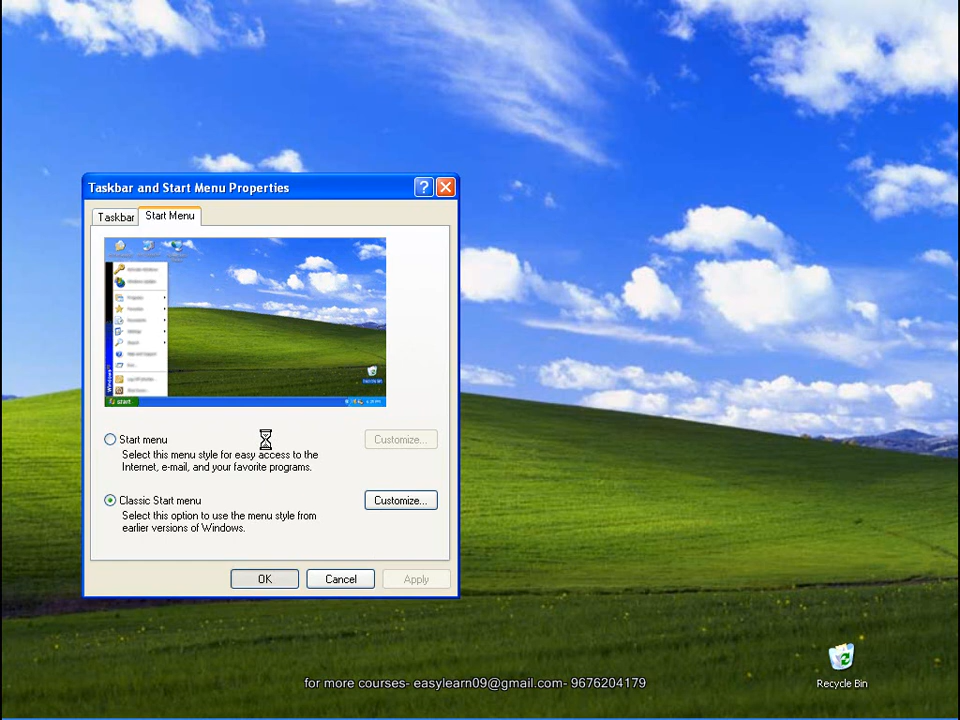 Taskbar and Start Menu Properties
Taskbar
Start Menu
start
Start menu
Customize...
Select this menu style for easy access to the
Internet, e-mail, and your favorite programs.
Classic Start menu
Customize...
Select this option to use the menu style from
earlier versions of Windows.
OK
Cancel
Apply
Recycle Bin
for more courses- easylearn09@gmail.com- 9676204179